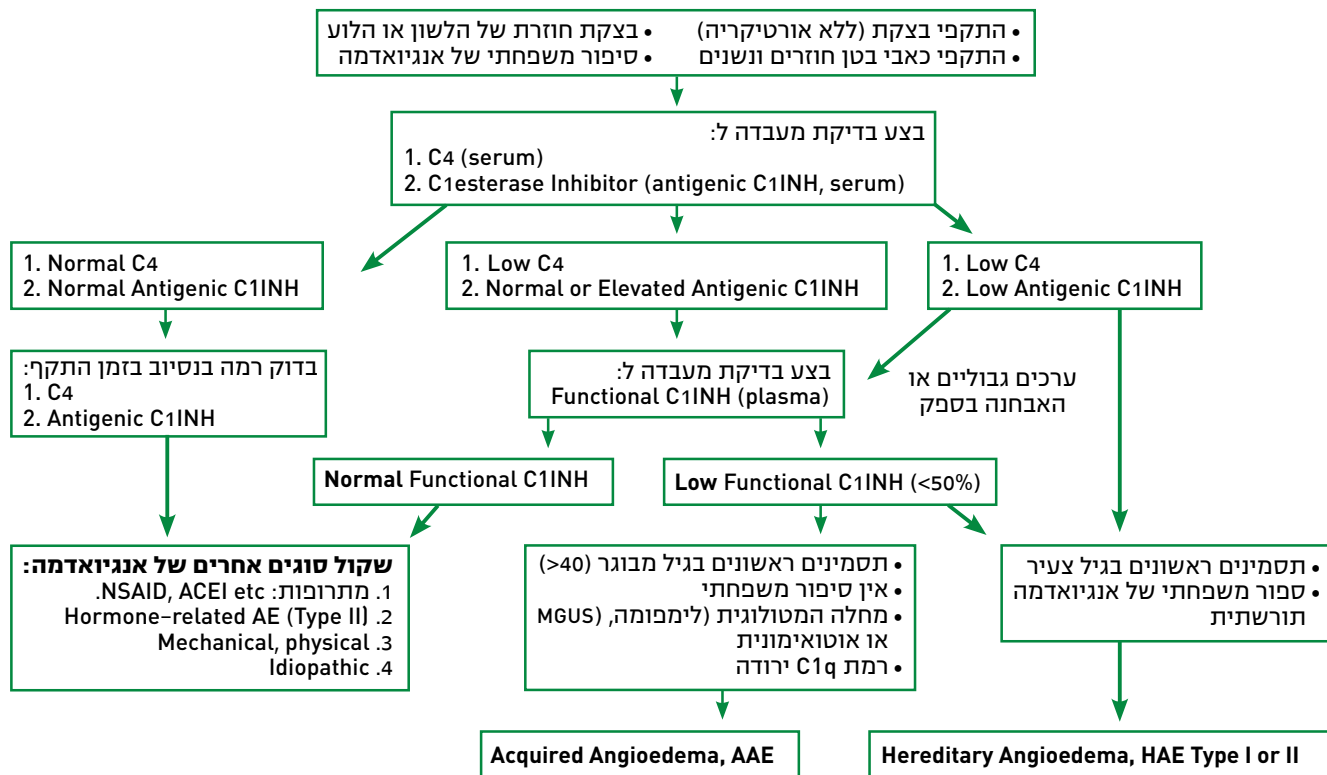 • התקפי בצקת (ללא אורטיקריה)
• התקפי כאבי בטן חוזרים ונשנים
• בצקת חוזרת של הלשון או הלוע
• סיפור משפחתי של אנגיואדמה
בצע בדיקת מעבדה ל:
1. C4 (serum)
2. C1esterase Inhibitor (antigenic C1INH, serum)
1. Normal C4
2. Normal Antigenic C1INH
1. Low C4
2. Normal or Elevated Antigenic C1INH
1. Low C4
2. Low Antigenic C1INH
בדוק רמה בנסיוב בזמן התקף:
1. C4
2. Antigenic C1INH
בצע בדיקת מעבדה ל:
Functional C1INH (plasma)
ערכים גבוליים או
האבחנה בספק
Normal Functional C1INH
Low Functional C1INH (<50%)
שקול סוגים אחרים של אנגיואדמה:
1. מתרופות: NSAID, ACEI etc.
2. Hormone-related AE (Type II)
3. Mechanical, physical
4. Idiopathic
• תסמינים ראשונים בגיל מבוגר (40<)
• אין סיפור משפחתי
• מחלה המטולוגית (לימפומה, MGUS)
או אוטואימונית
• רמת C1q ירודה
• תסמינים ראשונים בגיל צעיר
• ספור משפחתי של אנגיואדמה
תורשתית
Acquired Angioedema, AAE
Hereditary Angioedema, HAE Type I or II